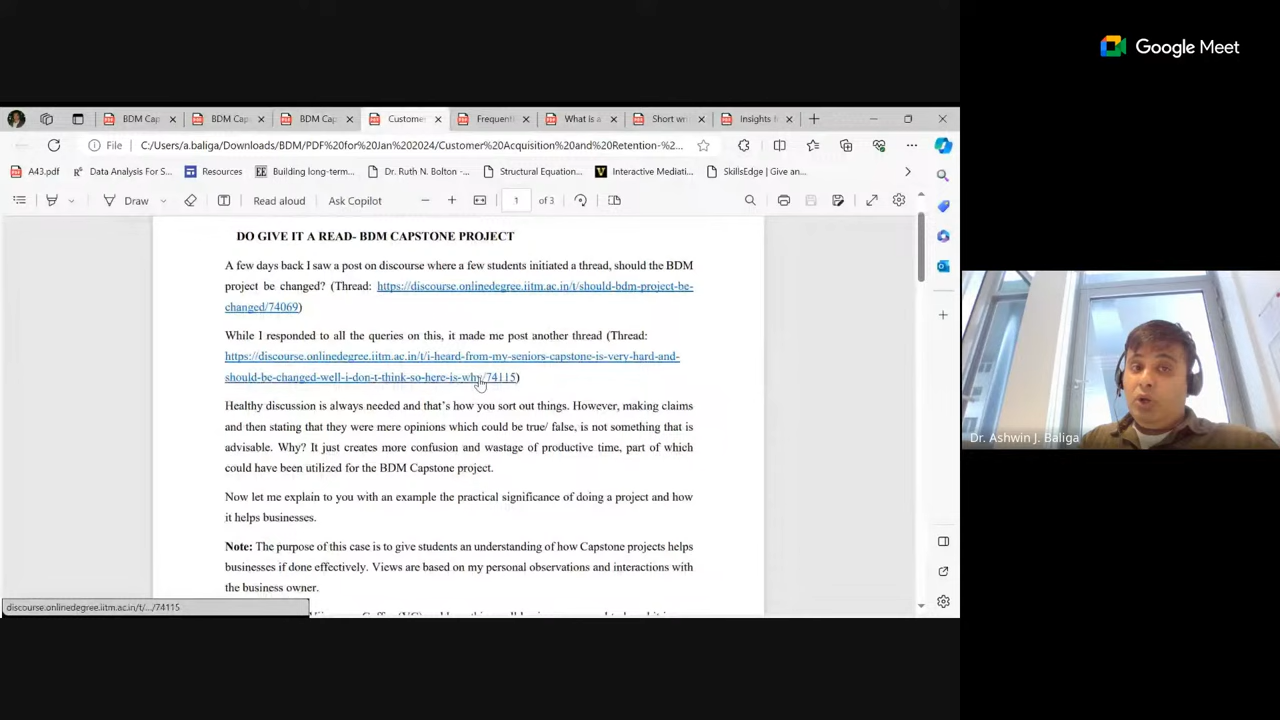 Google Meet
BDM Cap
BDM Cap
BDM Cap
Custome
Frequent
What is a
Short wr
Insights f
File
C:/Users/a.baliga/Downloads/BDM/PDF%20for%20Jan%202024/Customer%20Acquisition%20and%20Retention-%2...
A43.pdf
Data Analysis For S...
Resources
Building long-term...
Dr. Ruth N. Bolton -...
Structural Equation...
Interactive Mediati...
SkillsEdge | Give an...
Draw
Read aloud
Ask Copilot
1 of 3
DO GIVE IT A READ- BDM CAPSTONE PROJECT
A few days back I saw a post on discourse where a few students initiated a thread, should the BDM
project be changed? (Thread: https://discourse.onlinedegree.iitm.ac.in/t/should-bdm-project-be-
changed/74069)
While I responded to all the queries on this, it made me post another thread (Thread:
https://discourse.onlinedegree.iitm.ac.in/t/i-heard-from-my-seniors-capstone-is-very-hard-and-
should-be-changed-well-i-don-t-think-so-here-is-why/74115)
Healthy discussion is always needed and that's how you sort out things. However, making claims
and then stating that they were mere opinions which could be true/ false, is not something that is
advisable. Why? It just creates more confusion and wastage of productive time, part of which
could have been utilized for the BDM Capstone project.
Now let me explain to you with an example the practical significance of doing a project and how
it helps businesses.
Note: The purpose of this case is to give students an understanding of how Capstone projects helps
businesses if done effectively. Views are based on my personal observations and interactions with
the business owner.
discourse.onlinedegree.iitm.ac.in/t/.../74115
Dr. Ashwin J. Baliga